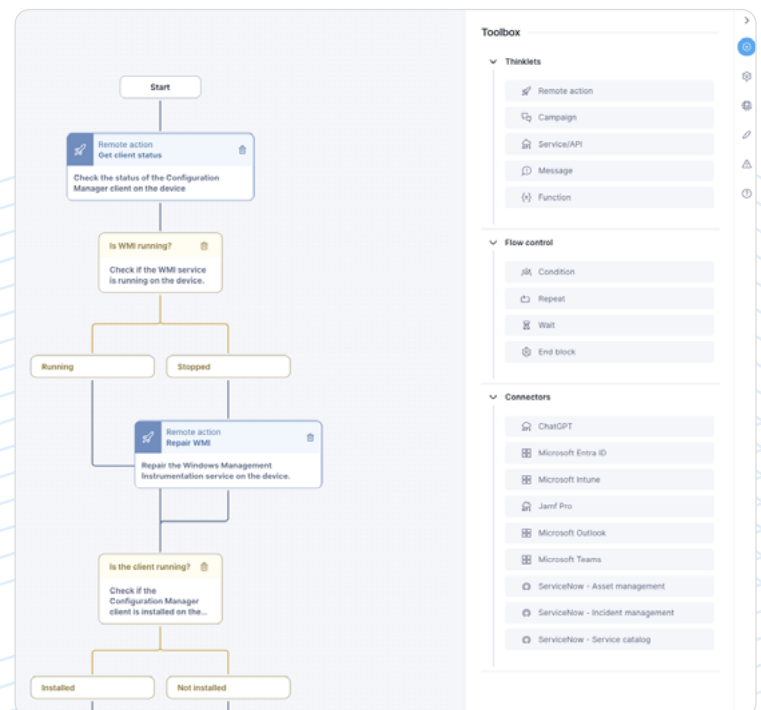 Start
Remote action
Get client status
Check the status of the Configuration
Manager client on the device
Is WMI running?
Check if the WMI service
is running on the device.
Running
Stopped
Remote action
Repair WMI
Repair the Windows Management
Instrumentation service on the device.
Is the client running?
Check if the
Configuration Manager
client is installed on the...
Installed
Not installed
Toolbox
Thinklets
Remote action
Campaign
Service/API
Message
Function
Flow control
Condition
Repeat
Wait
End block
Connectors
ChatGPT
Microsoft Entra ID
Microsoft Intune
Jamf Pro
Microsoft Outlook
Microsoft Teams
ServiceNow - Asset management
ServiceNow - Incident management
ServiceNow - Service catalog